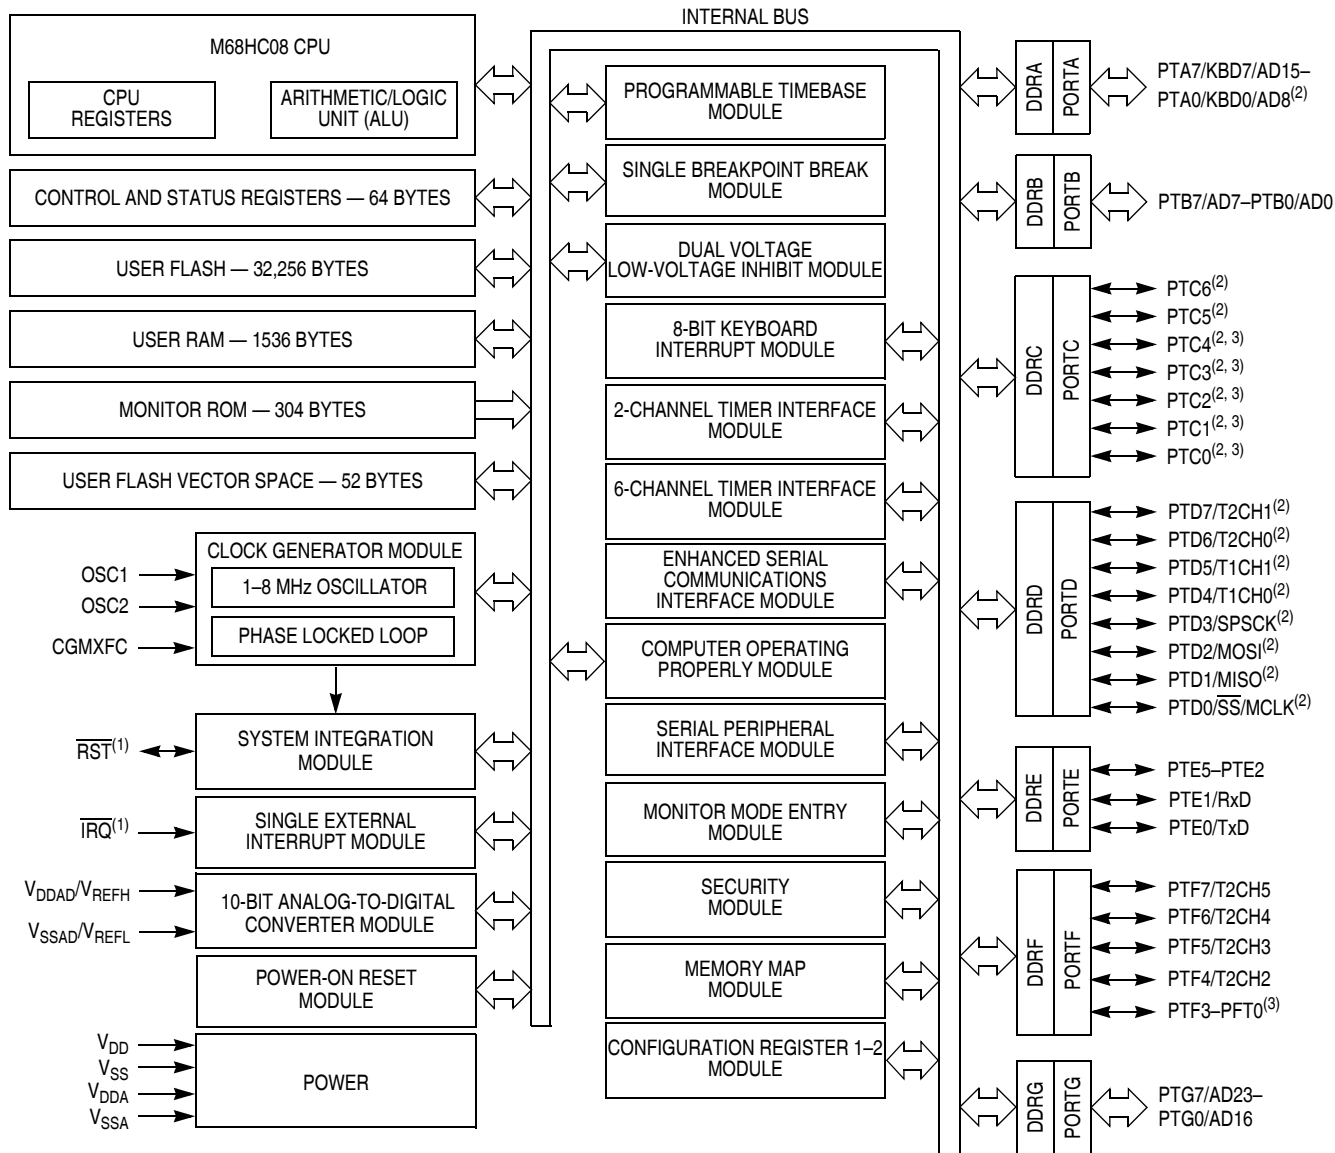 INTERNAL BUS
M68HC08 CPU
CPU
REGISTERS
ARITHMETIC/LOGIC
UNIT (ALU)
CONTROL AND STATUS REGISTERS — 64 BYTES
USER FLASH — 32,256 BYTES
USER RAM — 1536 BYTES
MONITOR ROM — 304 BYTES
USER FLASH VECTOR SPACE — 52 BYTES
CLOCK GENERATOR MODULE
1–8 MHz OSCILLATOR
PHASE LOCKED LOOP
OSC1
OSC2
CGMXFC
SYSTEM INTEGRATION
MODULE
RST(1)
SINGLE EXTERNAL
INTERRUPT MODULE
IRQ(1)
10-BIT ANALOG-TO-DIGITAL
CONVERTER MODULE
VDDAD/VREFH
VSSAD/VREFL
POWER-ON RESET
MODULE
POWER
VDD
VSS
VDDA
VSSA
PROGRAMMABLE TIMEBASE
MODULE
SINGLE BREAKPOINT BREAK
MODULE
DUAL VOLTAGE
LOW-VOLTAGE INHIBIT MODULE
8-BIT KEYBOARD
INTERRUPT MODULE
2-CHANNEL TIMER INTERFACE
MODULE
6-CHANNEL TIMER INTERFACE
MODULE
ENHANCED SERIAL
COMMUNICATIONS
INTERFACE MODULE
COMPUTER OPERATING
PROPERLY MODULE
SERIAL PERIPHERAL
INTERFACE MODULE
MONITOR MODE ENTRY
MODULE
SECURITY
MODULE
MEMORY MAP
MODULE
CONFIGURATION REGISTER 1–2
MODULE
DDRA
PORTA
PTA7/KBD7/AD15–
PTA0/KBD0/AD8(2)
DDRB
PORTB
PTB7/AD7–PTB0/AD0
DDRC
PORTC
PTC6(2)
PTC5(2)
PTC4(2, 3)
PTC3(2, 3)
PTC2(2, 3)
PTC1(2, 3)
PTC0(2, 3)
DDRD
PORTD
PTD7/T2CH1(2)
PTD6/T2CH0(2)
PTD5/T1CH1(2)
PTD4/T1CH0(2)
PTD3/SPSCK(2)
PTD2/MOSI(2)
PTD1/MISO(2)
PTD0/SS/MCLK(2)
DDRE
PORTE
PTE5–PTE2
PTE1/RxD
PTE0/TxD
DDRF
PORTF
PTF7/T2CH5
PTF6/T2CH4
PTF5/T2CH3
PTF4/T2CH2
PTF3–PFT0(3)
DDRG
PORTG
PTG7/AD23–
PTG0/AD16